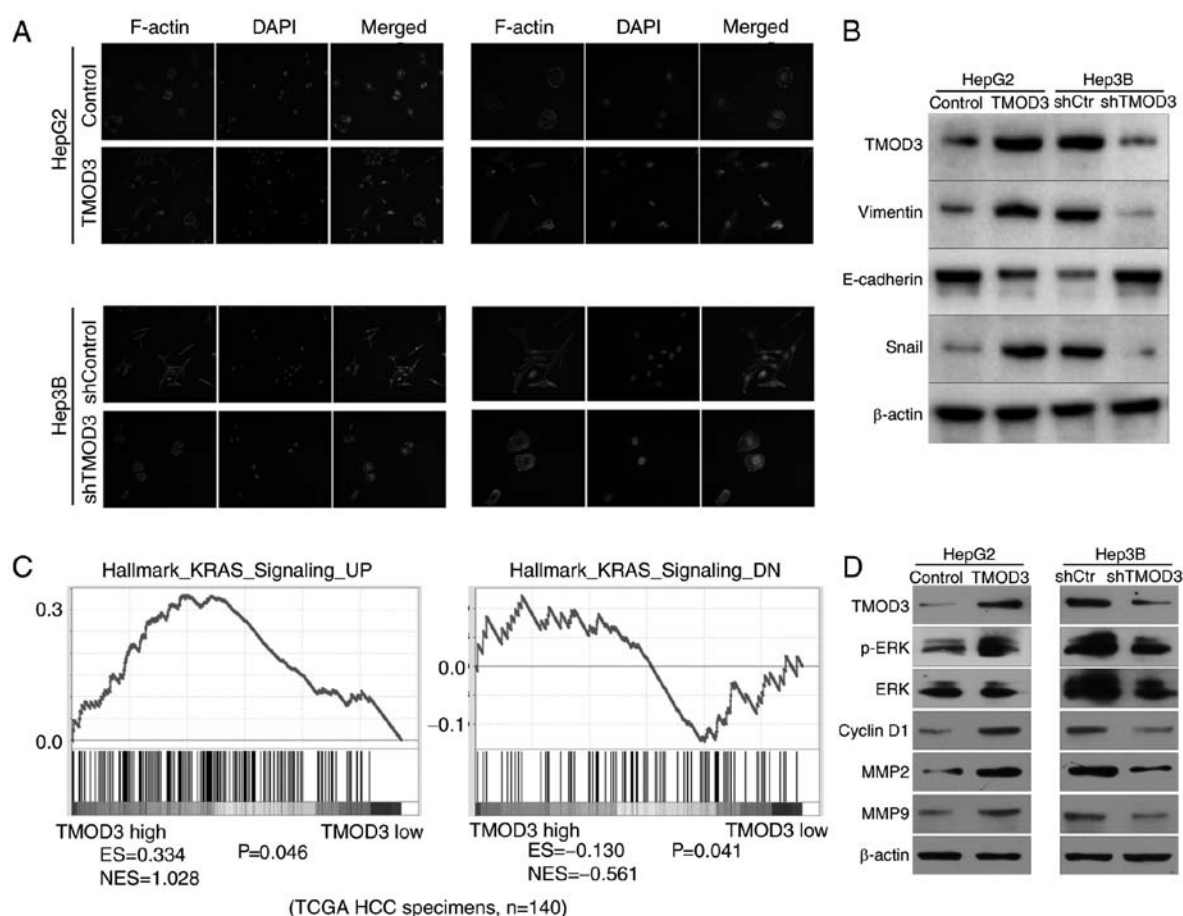 A
F-actin DAPI Merged F-actin DAPI Merged
HepG2
Control
TMOD3
Hep3B
shControl
shTMOD3
B
HepG2 Hep3B
Control TMOD3 shCtr shTMOD3
TMOD3
Vimentin
E-cadherin
Snail
β-actin
C
Hallmark_KRAS_Signaling_UP
0.3
0.0
TMOD3 high TMOD3 low
ES=0.334 P=0.046
NES=1.028
Hallmark_KRAS_Signaling_DN
0.0
−0.1
TMOD3 high TMOD3 low
ES=−0.130 P=0.041
NES=−0.561
(TCGA HCC specimens, n=140)
D
HepG2 Hep3B
Control TMOD3 shCtr shTMOD3
TMOD3
p-ERK
ERK
Cyclin D1
MMP2
MMP9
β-actin